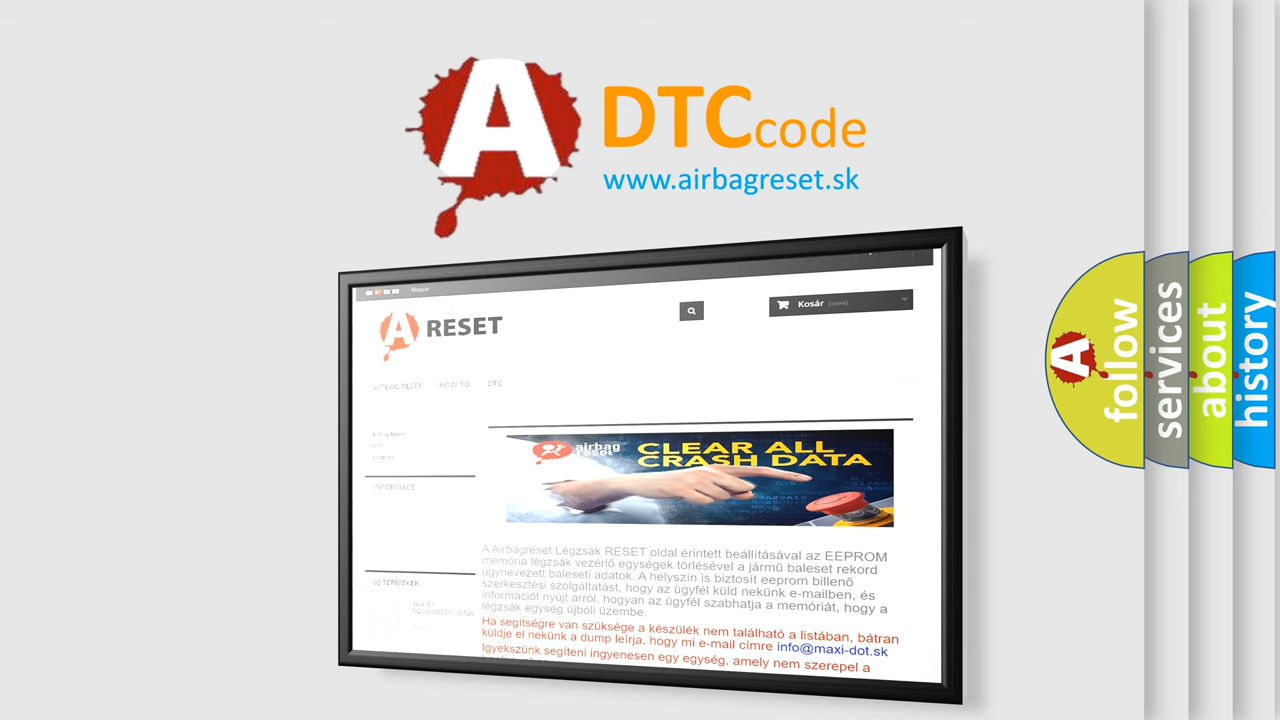 A
DTCcode
www.airbagreset.sk
Magyar
A RESET
Kosár (üres)
AIRBAG RESET HOW TO DTC
INFORMACE
ÚJ TERMÉKEK
airbag
reset
CLEAR ALL
CRASH DATA
A Airbagreset Légzsák RESET oldal érintett beállításával az EEPROM
memória légzsák vezérlő egységek törlésével a jármű baleset rekord
úgynevezett baleseti adatok. A helyszín is biztosít eeprom billenő
szerkesztési szolgáltatást, hogy az ügyfél küld nekünk e-mailben, és
információt nyújt arról, hogyan az ügyfél szabhatja a memóriát, hogy a
légzsák egység újbóli üzembe.
Ha segítségre van szüksége a készülék nem található a listában, bátran
küldje el nekünk a dump leírja, hogy mi e-mail címre info@maxi-dot.sk
Igyekszünk segíteni ingyenesen egy egység, amely nem szerepel a
A follow
services
about
history